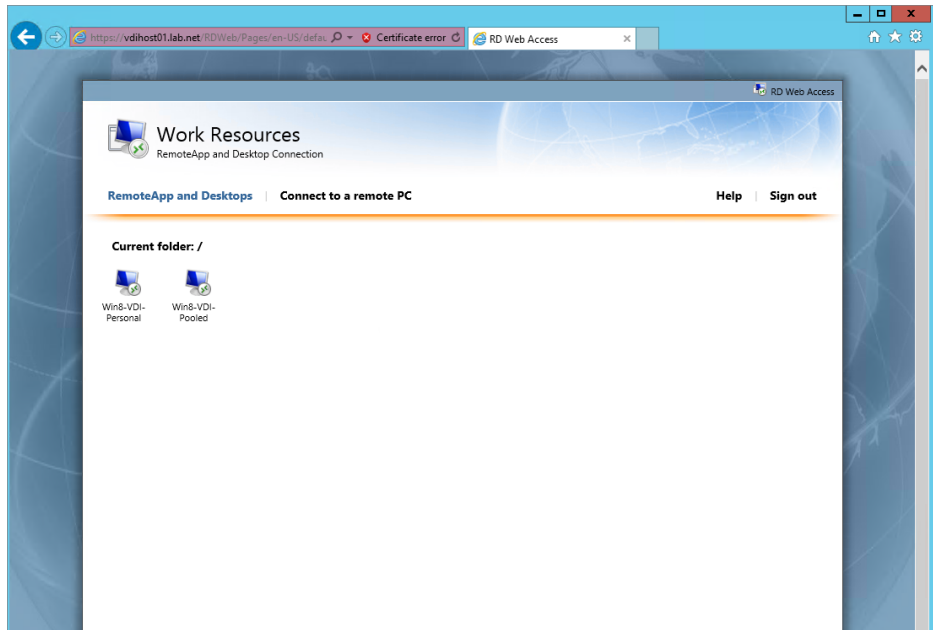 https://vdihost01.lab.net/RDWeb/Pages/en-US/defau Certificate error RD Web Access
RD Web Access
Work Resources
RemoteApp and Desktop Connection
RemoteApp and Desktops Connect to a remote PC Help Sign out
Current folder: /
Win8-VDI- Win8-VDI-
Personal Pooled